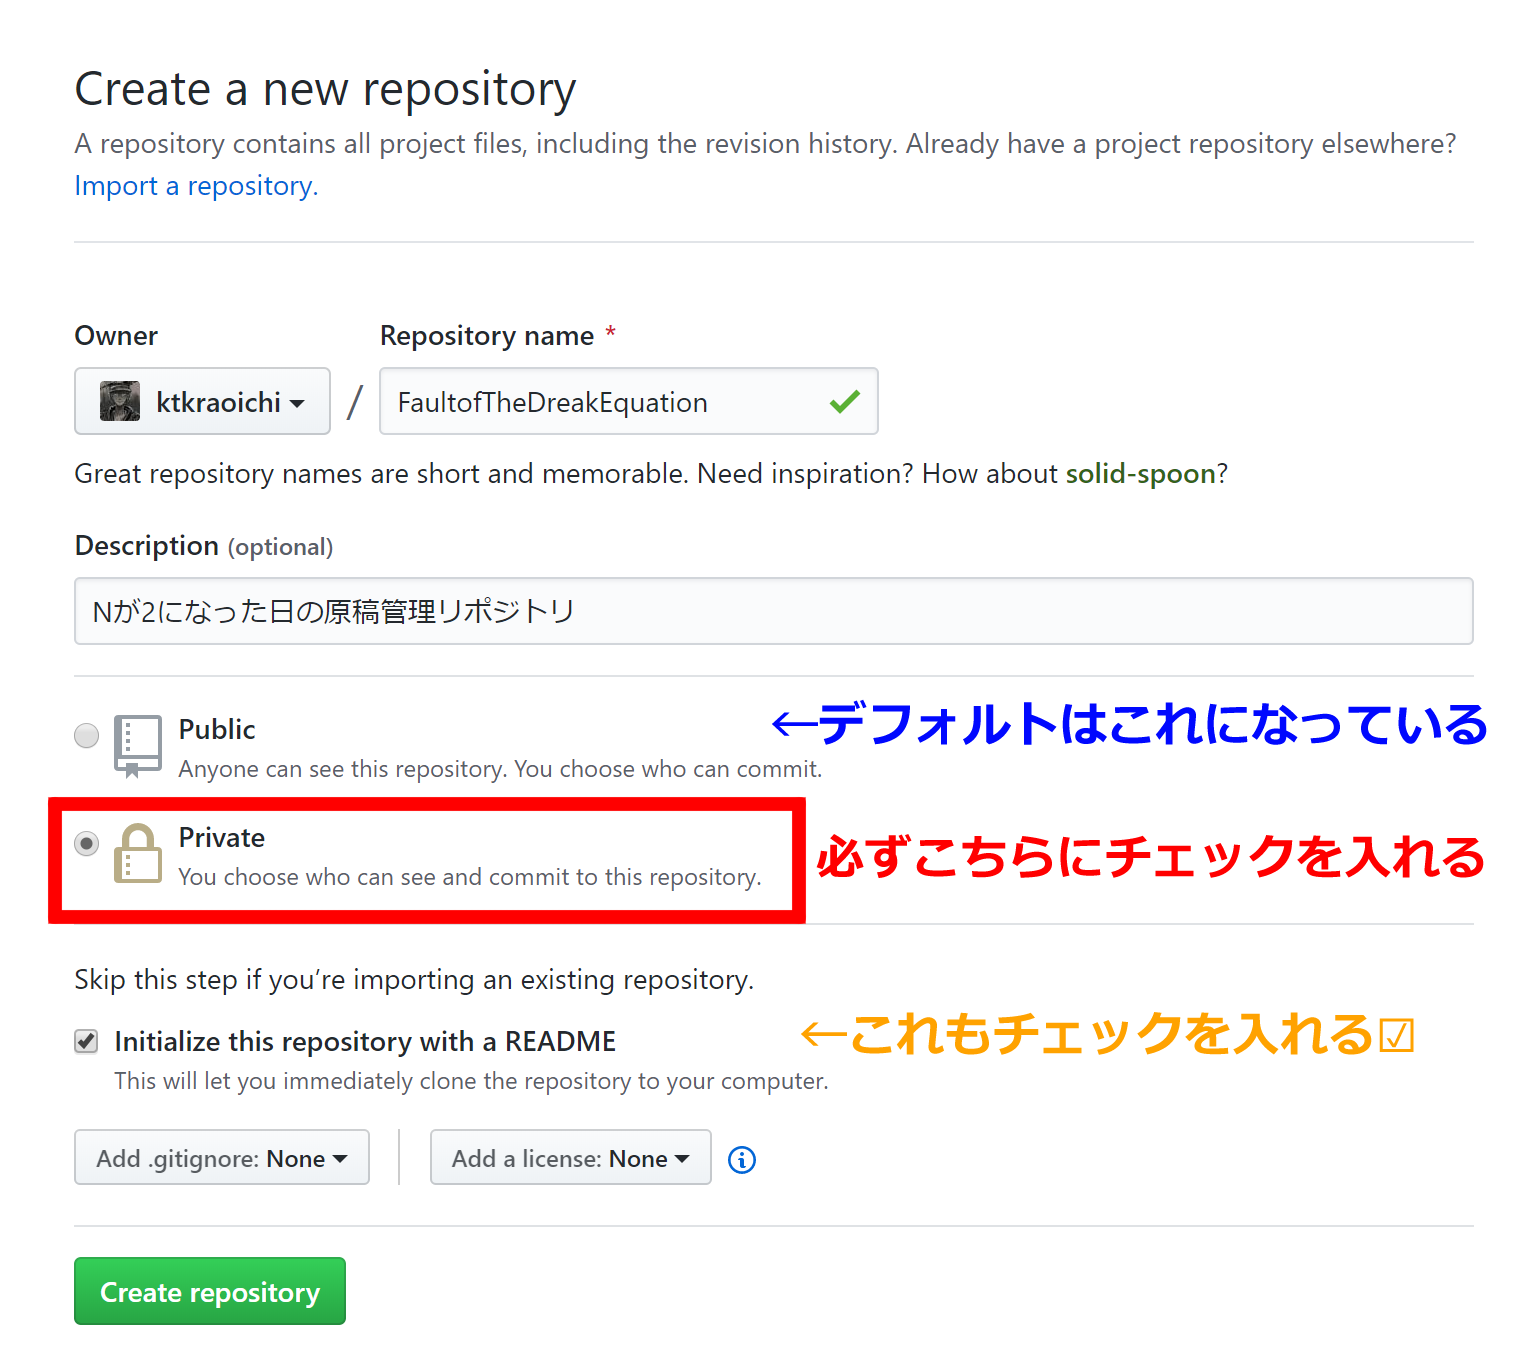 Create a new repository
A repository contains all project files, including the revision history. Already have a project repository elsewhere?
Import a repository.
Owner
Repository name *
ktkraoichi
/
FaultofTheDreakEquation
Great repository names are short and memorable. Need inspiration? How about solid-spoon?
Description (optional)
Nが2になった日の原稿管理リポジトリ
Public
←デフォルトはこれになっている
Anyone can see this repository. You choose who can commit.
Private
必ずこちらにチェックを入れる
You choose who can see and commit to this repository.
Skip this step if you’re importing an existing repository.
Initialize this repository with a README
←これもチェックを入れる☑
This will let you immediately clone the repository to your computer.
Add .gitignore: None
Add a license: None
Create repository